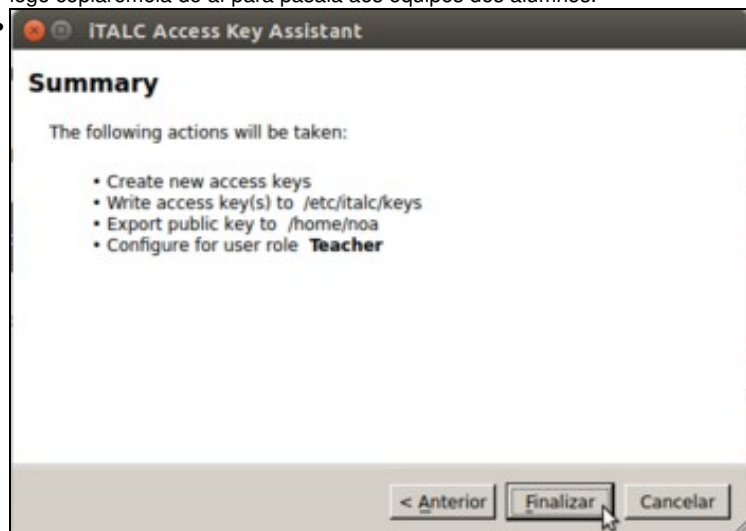 iTALC Access Key Assistant
Summary
The following actions will be taken:
• Create new access keys
• Write access key(s) to /etc/italc/keys
• Export public key to /home/noa
• Configure for user role Teacher
< Anterior Finalizar Cancelar